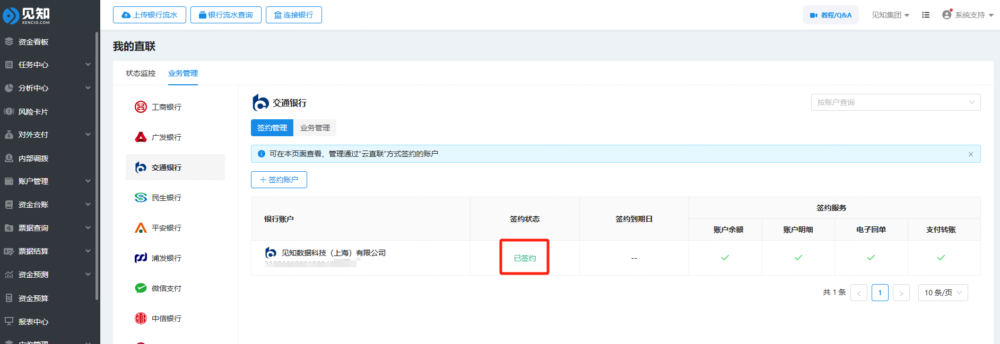 见知
XENCIO.COM
上传银行流水
银行流水查询
连接银行
教程/Q&A
见知集团
系统支持
资金看板
任务中心
分析中心
风险卡片
对外支付
内部调拨
账户管理
资金台账
票据查询
票据结算
资金预测
资金预算
报表中心
我的直联
状态监控
业务管理
工商银行
广发银行
交通银行
民生银行
平安银行
浦发银行
微信支付
中信银行
交通银行
按账户查询
签约管理
业务管理
可在本页面查看、管理通过“云直联”方式签约的账户
签约账户
银行账户
签约状态
签约到期日
签约服务
账户余额
账户明细
电子回单
支付转账
见知数据科技（上海）有限公司
已签约
--
共 1 条
<
1
>
10 条/页